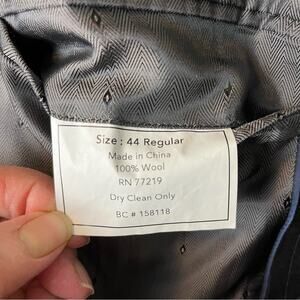 Size : 44 Regular
Made in China
100% Wool
RN 77219
Dry Clean Only
BC # 158118